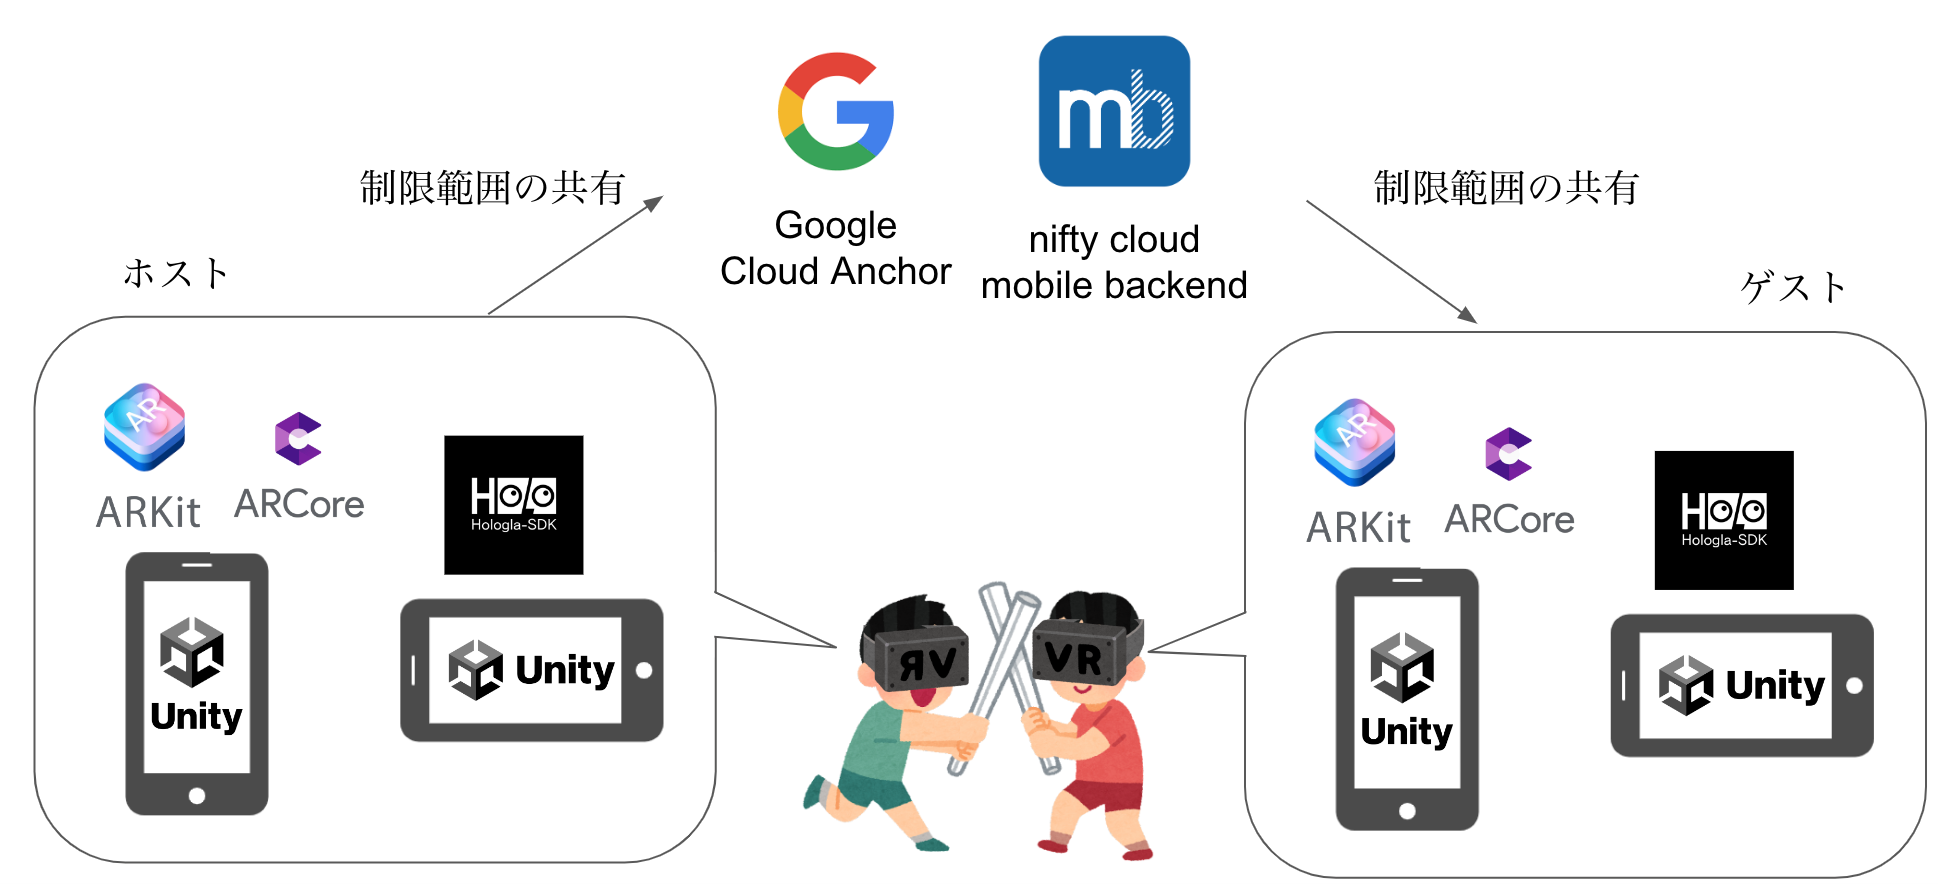 mb
制限範囲の共有
制限範囲の共有
Google
Cloud Anchor
nifty cloud
mobile backend
ホスト
ゲスト
AR
ARKit
ARCore
HOLO
Hologla-SDK
Unity
Unity
VR
VR
AR
ARKit
ARCore
HOLO
Hologla-SDK
Unity
Unity